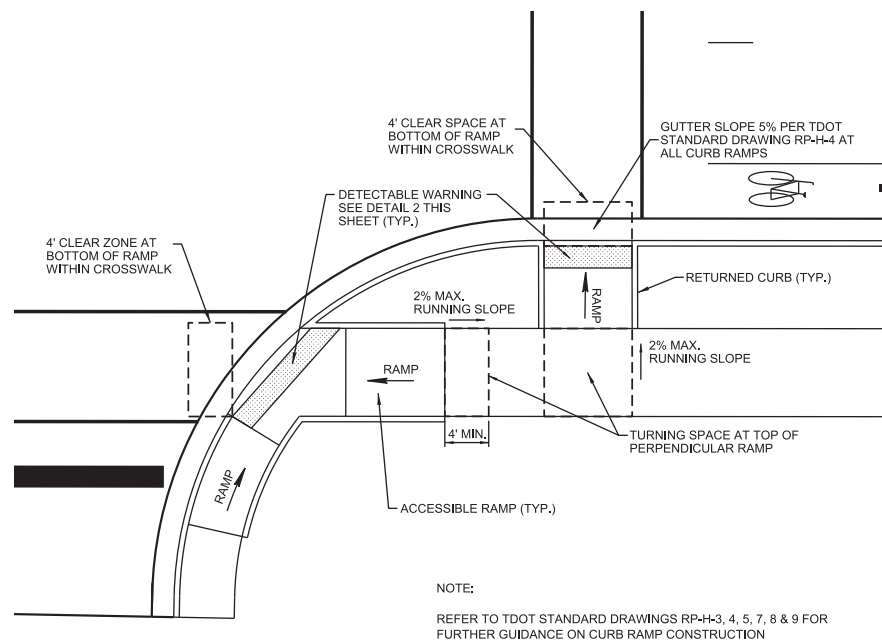 4' CLEAR SPACE AT
BOTTOM OF RAMP
WITHIN CROSSWALK
GUTTER SLOPE 5% PER TDOT
STANDARD DRAWING RP-H-4 AT
ALL CURB RAMPS
DETECTABLE WARNING
SEE DETAIL 2 THIS
SHEET (TYP.)
4' CLEAR ZONE AT
BOTTOM OF RAMP
WITHIN CROSSWALK
RETURNED CURB (TYP.)
2% MAX.
RUNNING SLOPE
RAMP
2% MAX.
RUNNING SLOPE
RAMP
4' MIN.
TURNING SPACE AT TOP OF
PERPENDICULAR RAMP
RAMP
ACCESSIBLE RAMP (TYP.)
NOTE:
REFER TO TDOT STANDARD DRAWINGS RP-H-3, 4, 5, 7, 8 & 9 FOR
FURTHER GUIDANCE ON CURB RAMP CONSTRUCTION